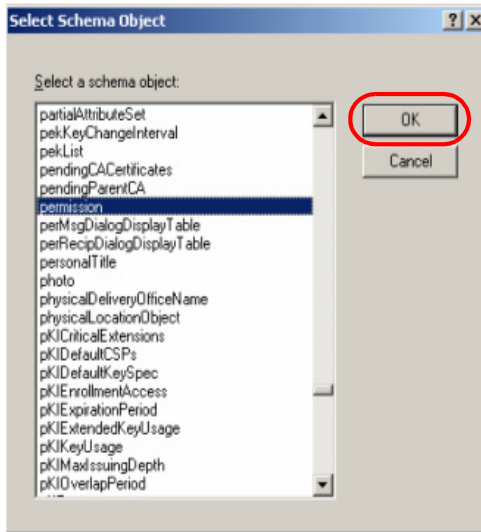 Select Schema Object
Select a schema object:
partialAttributeSet
pekKeyChangeInterval
pekList
pendingCACertificates
pendingParentCA
permission
perMsgDialogDisplayTable
perRecipDialogDisplayTable
personalTitle
photo
physicalDeliveryOfficeName
physicalLocationObject
pKICriticalExtensions
pKIDefaultCSPs
pKIDefaultKeySpec
pKIEnrollmentAccess
pKIExpirationPeriod
pKIExtendedKeyUsage
pKIKeyUsage
pKIMaxIssuingDepth
pKIOverlapPeriod
OK
Cancel